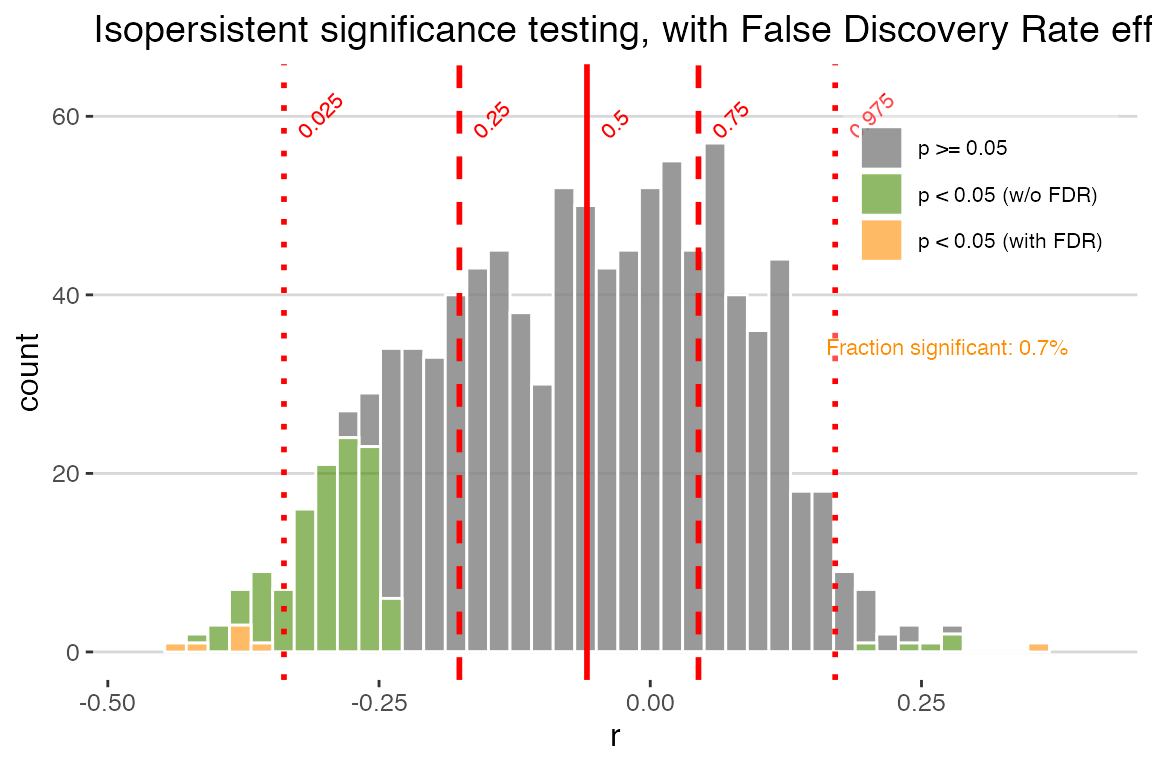 Isopersistent significance testing, with False Discovery Rate eff
0.025
0.25
0.5
0.75
0.975
p >= 0.05
p < 0.05 (w/o FDR)
p < 0.05 (with FDR)
Fraction significant: 0.7%
count
60
40
20
0
-0.50
-0.25
0.00
0.25
r